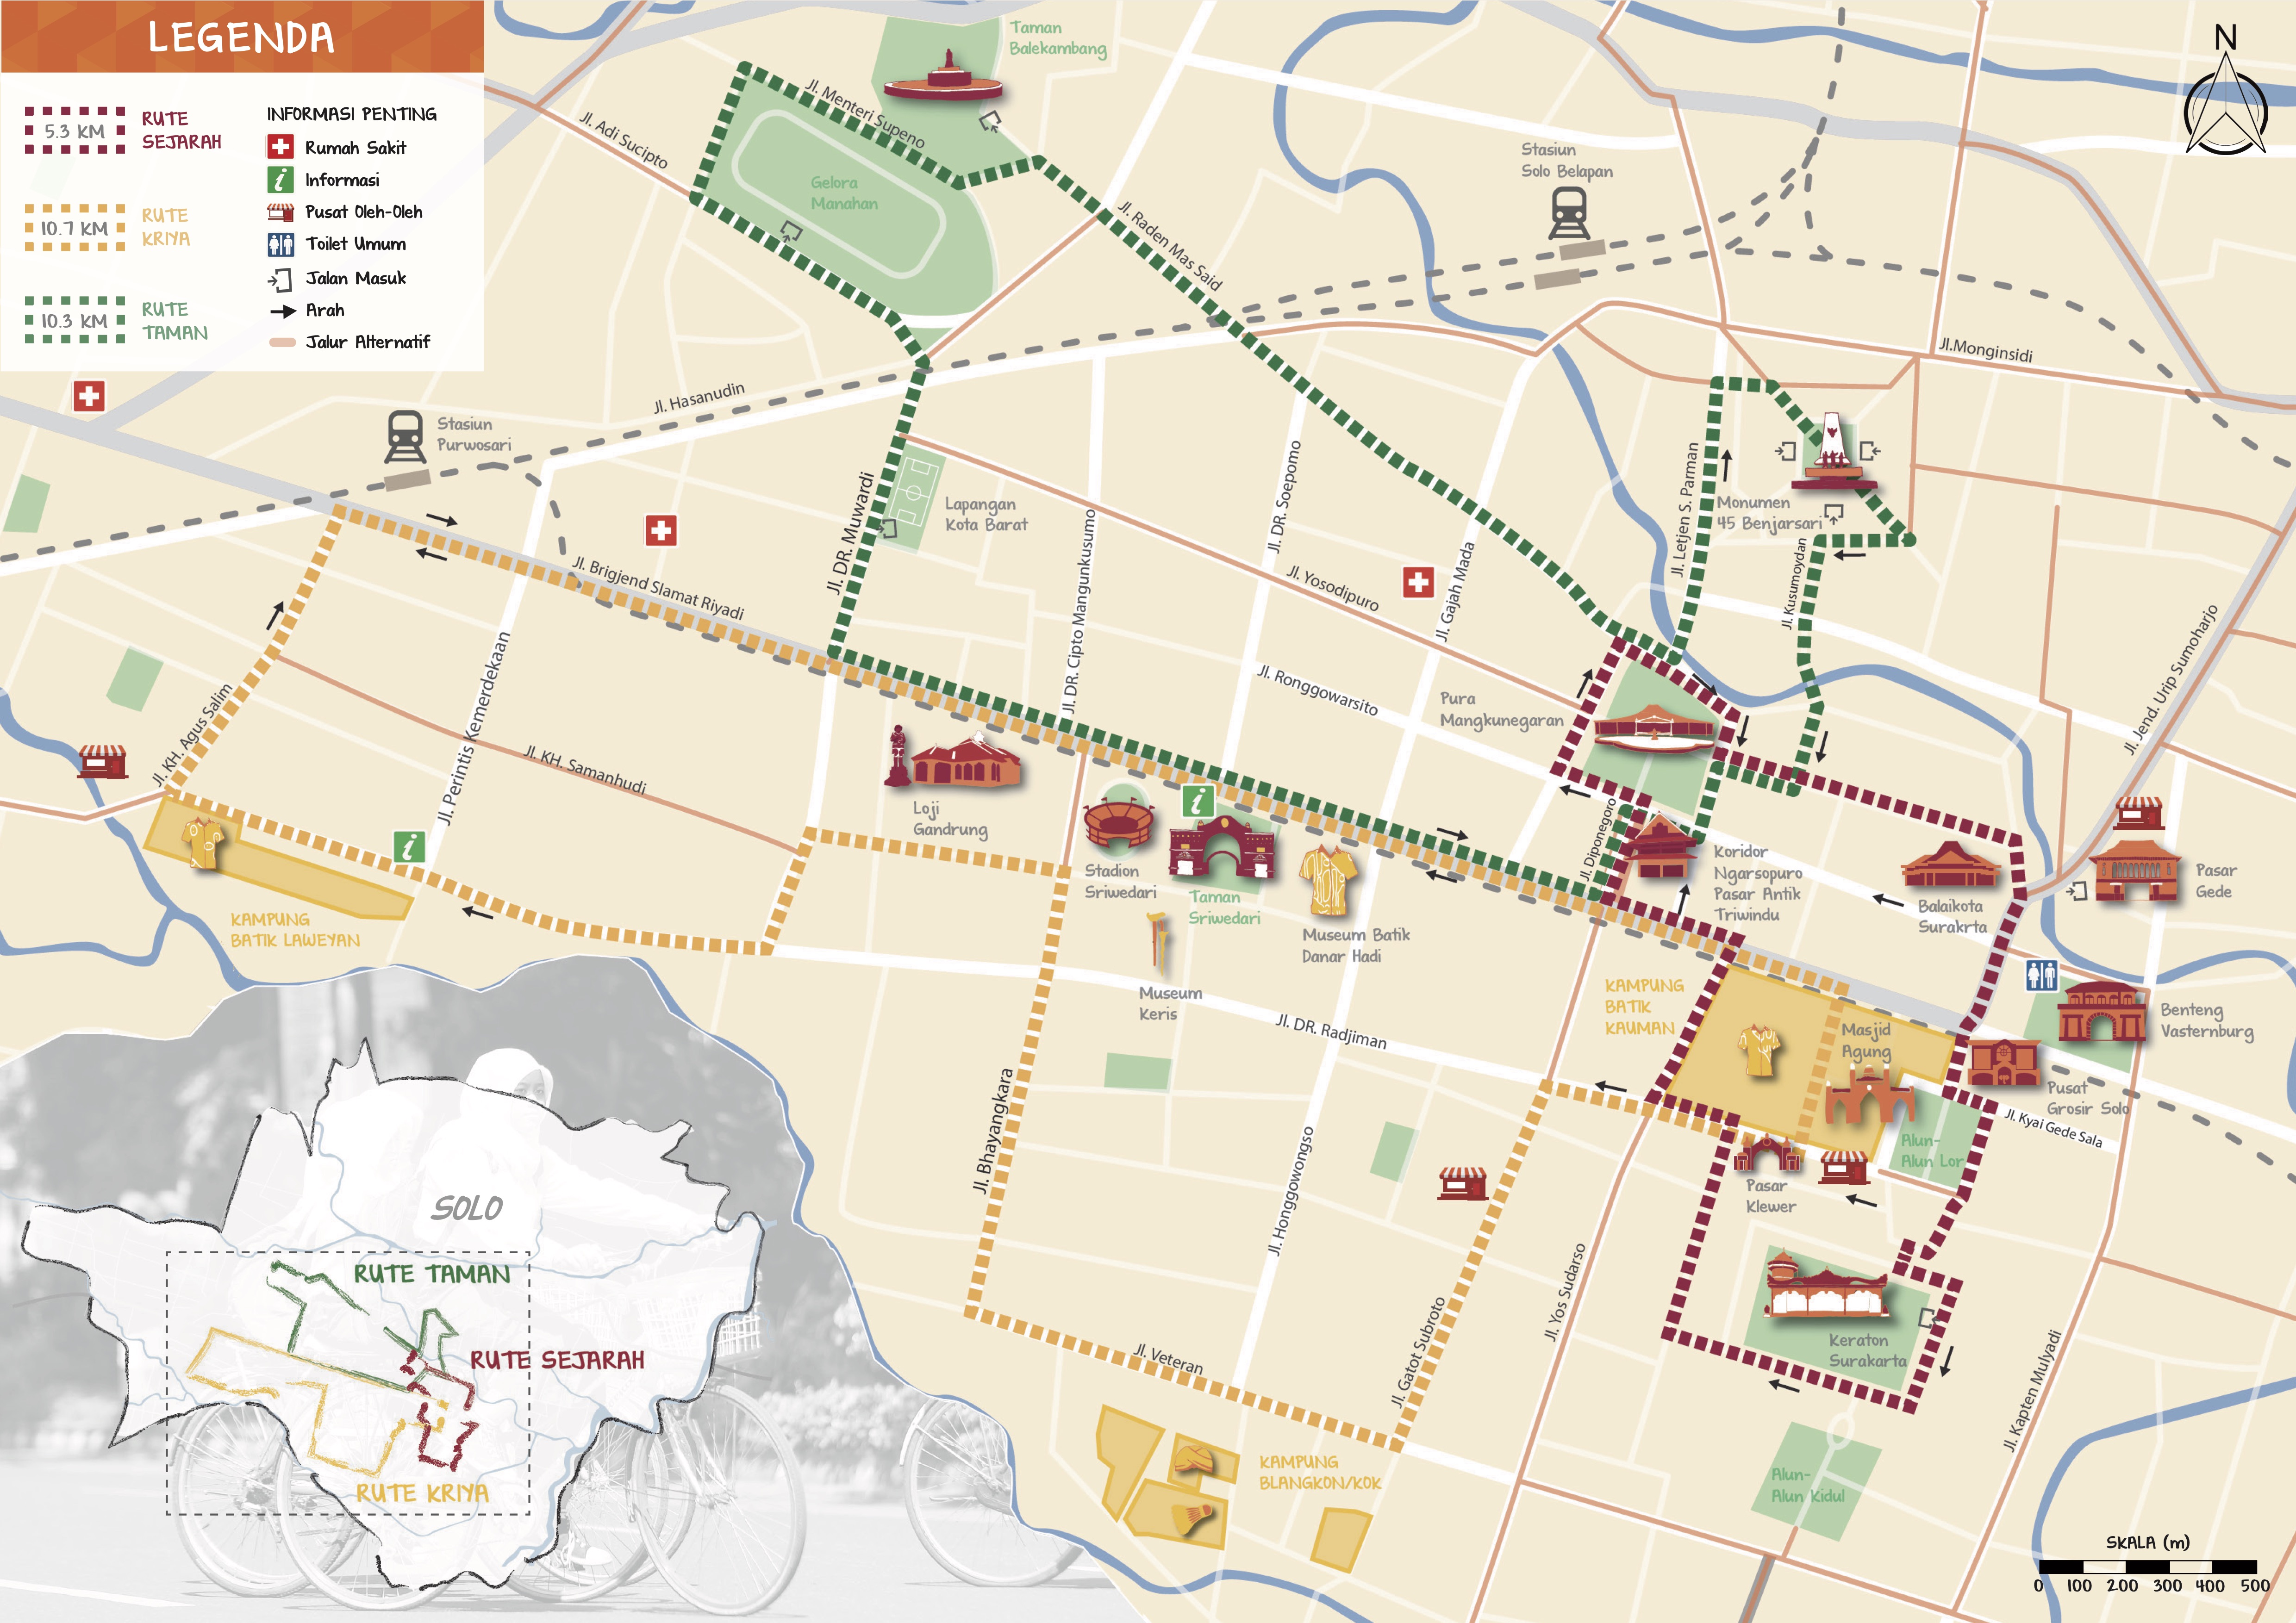 LEGENDA
5.3 KM
RUTE
SEJARAH
10.7 KM
RUTE
KRIYA
10.3 KM
RUTE
TAMAN
INFORMASI PENTING
Rumah Sakit
Informasi
Pusat Oleh-Oleh
Toilet Umum
Jalan Masuk
Arah
Jalur Alternatif
N
Taman
Balekambang
Jl. Menteri Supeno
Jl. Adi Sucipto
Gelora
Manahan
Jl. Raden Mas Said
Stasiun
Solo Belapan
Jl.Monginsidi
Jl. Hasanudin
Stasiun
Purwosari
Lapangan
Kota Barat
Jl. DR. Muwardi
Jl. DR. Soepomo
Jl. DR. Cipto Mangunkusumo
Jl. Letjen S. Parman
Monumen
45 Benjarsari
Jl. Kusumoydan
Jl. Brigjend Slamat Riyadi
Jl. Yosodipuro
Jl. Gajah Mada
Jl. Jend. Urip Sumoharjo
Jl. Ronggowarsito
Pura
Mangkunegaran
Jl. KH. Agus Salim
Jl. Perintis Kemerdekaan
Jl. KH. Samanhudi
Loji
Gandrung
Stadion
Sriwedari
Taman
Sriwedari
Museum Batik
Danar Hadi
Jl. Diponegoro
Koridor
Ngarsopuro
Pasar Antik
Triwindu
Balaikota
Surakrta
Pasar
Gede
KAMPUNG
BATIK LAWEYAN
Museum
Keris
Jl. DR. Radjiman
KAMPUNG
BATIK
KAUMAN
Masjid
Agung
Benteng
Vasternburg
Pusat
Grosir Solo
Jl. Kyai Gede Sala
Alun-
Alun Lor
Pasar
Klewer
Jl. Bhayangkara
Jl. Honggowongso
Jl. Gatot Subroto
Jl. Yos Sudarso
Jl. Veteran
Keraton
Surakarta
Jl. Kapten Mulyadi
KAMPUNG
BLANGKON/KOK
Alun-
Alun Kidul
SOLO
RUTE TAMAN
RUTE SEJARAH
RUTE KRIYA
SKALA (m)
0 100 200 300 400 500